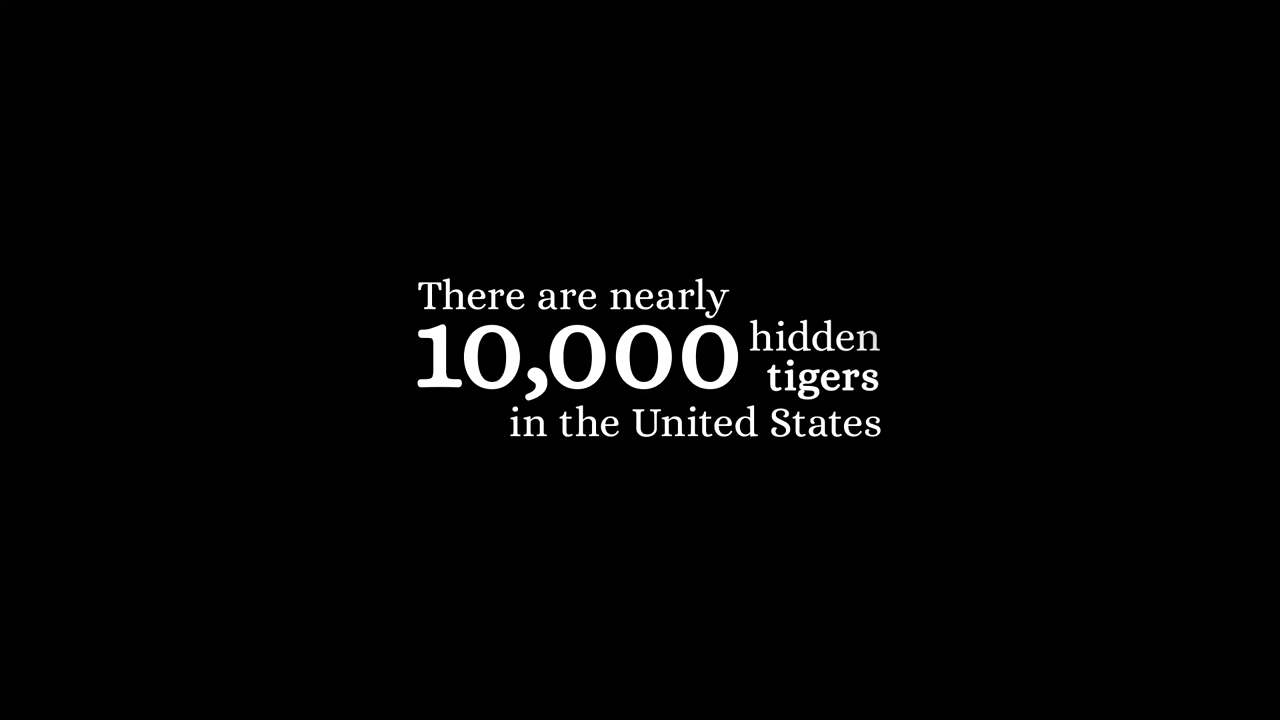 There are nearly
10,000 hidden
tigers
in the United States